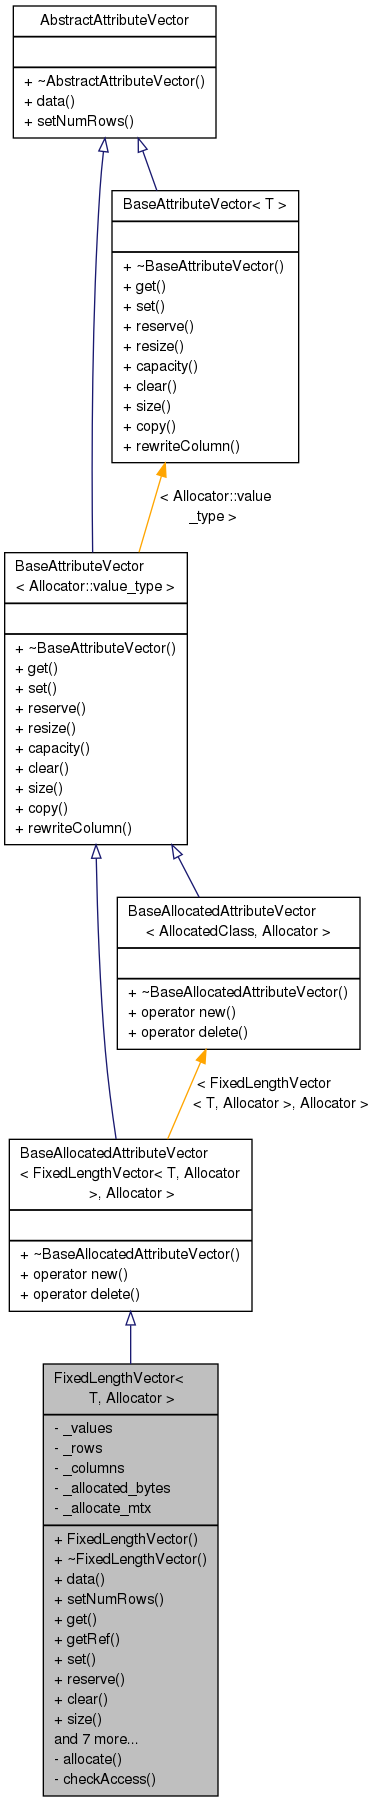 AbstractAttributeVector
+ ~AbstractAttributeVector()
+ data()
+ setNumRows()
BaseAttributeVector< T >
+ ~BaseAttributeVector()
+ get()
+ set()
+ reserve()
+ resize()
+ capacity()
+ clear()
+ size()
+ copy()
+ rewriteColumn()
< Allocator::value
_type >
BaseAttributeVector
< Allocator::value_type >
+ ~BaseAttributeVector()
+ get()
+ set()
+ reserve()
+ resize()
+ capacity()
+ clear()
+ size()
+ copy()
+ rewriteColumn()
BaseAllocatedAttributeVector
< AllocatedClass, Allocator >
+ ~BaseAllocatedAttributeVector()
+ operator new()
+ operator delete()
< FixedLengthVector
< T, Allocator >, Allocator >
BaseAllocatedAttributeVector
< FixedLengthVector< T, Allocator
>, Allocator >
+ ~BaseAllocatedAttributeVector()
+ operator new()
+ operator delete()
FixedLengthVector<
T, Allocator >
- _values
- _rows
- _columns
- _allocated_bytes
- _allocate_mtx
+ FixedLengthVector()
+ ~FixedLengthVector()
+ data()
+ setNumRows()
+ get()
+ getRef()
+ set()
+ reserve()
+ clear()
+ size()
and 7 more...
- allocate()
- checkAccess()